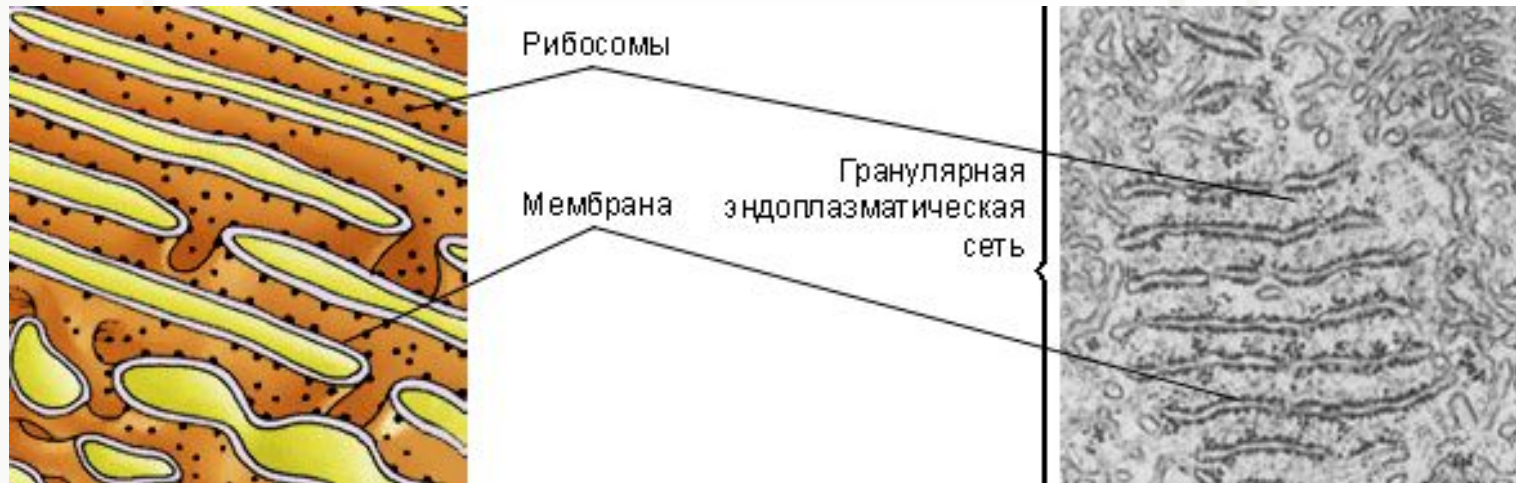 Рибосомы
Мембрана
Гранулярная
эндоплазматическая
сеть